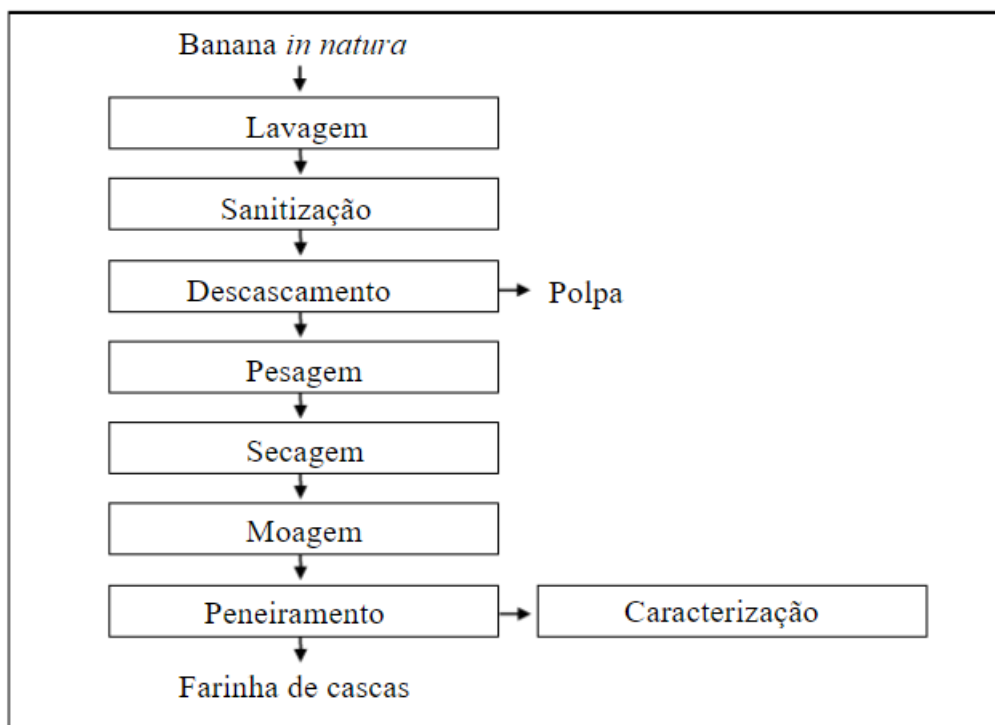 Banana in natura
Lavagem
Sanitização
Descascamento
Polpa
Pesagem
Secagem
Moagem
Peneiramento
Caracterização
Farinha de cascas